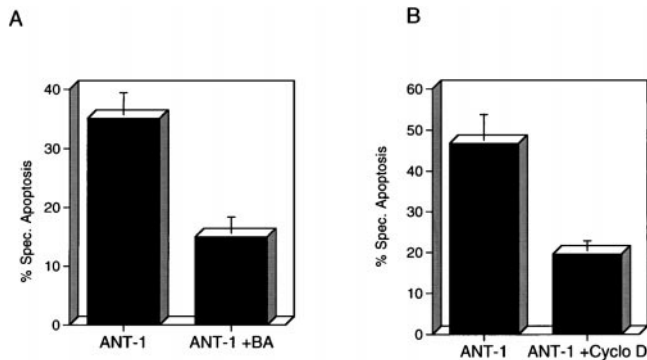 A
40
30
20
10
0
% Spec. Apoptosis
ANT-1
ANT-1 +BA
B
60
50
40
30
20
10
0
% Spec. Apoptosis
ANT-1
ANT-1 +Cyclo D